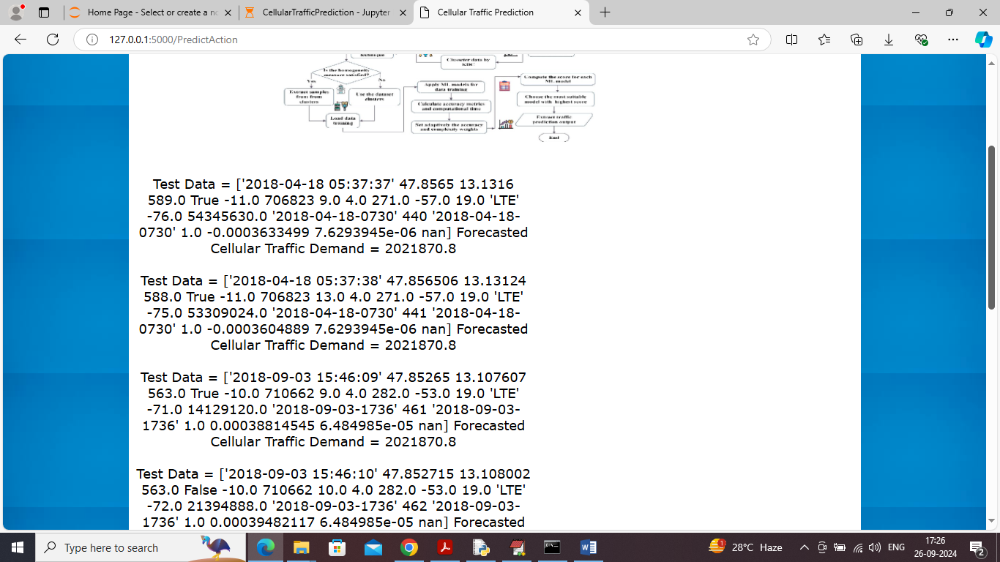 Home Page - Select or create a no
CellularTrafficPrediction - Jupyter
Cellular Traffic Prediction
127.0.0.1:5000/PredictAction
technique
Is the homogeneity
measure satisfied?
Yes
No
Extract samples
from from
clusters
Use the dataset
clusters
Load data
training
data by
Apply ML models for
data training
Calculate accuracy metrics
and computational time
Set adaptively the accuracy
and complexity weights
Compute the score for each
ML model
Choose the most suitable
model with highest score
Extract traffic
prediction output
End
Test Data = ['2018-04-18 05:37:37' 47.8565 13.1316
589.0 True -11.0 706823 9.0 4.0 271.0 -57.0 19.0 'LTE'
-76.0 54345630.0 '2018-04-18-0730' 440 '2018-04-18-
0730' 1.0 -0.0003633499 7.6293945e-06 nan] Forecasted
Cellular Traffic Demand = 2021870.8
Test Data = ['2018-04-18 05:37:38' 47.856506 13.13124
588.0 True -11.0 706823 13.0 4.0 271.0 -57.0 19.0 'LTE'
-75.0 53309024.0 '2018-04-18-0730' 441 '2018-04-18-
0730' 1.0 -0.0003604889 7.6293945e-06 nan] Forecasted
Cellular Traffic Demand = 2021870.8
Test Data = ['2018-09-03 15:46:09' 47.85265 13.107607
563.0 True -10.0 710662 9.0 4.0 282.0 -53.0 19.0 'LTE'
-71.0 14129120.0 '2018-09-03-1736' 461 '2018-09-03-
1736' 1.0 0.00038814545 6.484985e-05 nan] Forecasted
Cellular Traffic Demand = 2021870.8
Test Data = ['2018-09-03 15:46:10' 47.852715 13.108002
563.0 False -10.0 710662 10.0 4.0 282.0 -53.0 19.0 'LTE'
-72.0 21394888.0 '2018-09-03-1736' 462 '2018-09-03-
1736' 1.0 0.00039482117 6.484985e-05 nan] Forecasted
Type here to search
1
28°C Haze
ENG
17:26
26-09-2024
2